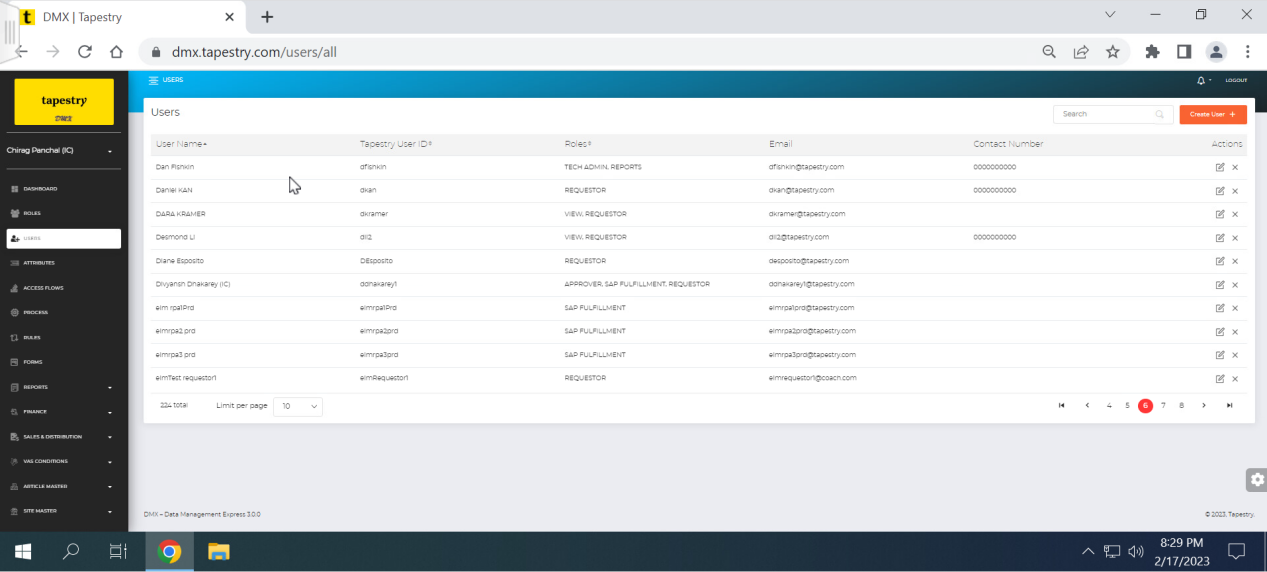 t DMX | Tapestry
dmx.tapestry.com/users/all
tapestry
DMX
USERS
LOGOUT
Users
Search
Create User +
Chirag Panchal (IC)
DASHBOARD
ROLES
USERS
ATTRIBUTES
ACCESS FLOWS
PROCESS
RULES
FORMS
REPORTS
FINANCE
SALES & DISTRIBUTION
VAS CONDITIONS
ARTICLE MASTER
SITE MASTER
User Name Tapestry User ID Roles Email Contact Number Actions
Dan Fishkin dfishkin TECH ADMIN, REPORTS dfishkin@tapestry.com 0000000000
Daniel KAN dkan REQUESTOR dkan@tapestry.com 0000000000
DARA KRAMER dkramer VIEW, REQUESTOR dkramer@tapestry.com
Desmond Li dli2 VIEW, REQUESTOR dli2@tapestry.com 0000000000
Diane Esposito DEsposito REQUESTOR desposito@tapestry.com
Divyansh Dhakarey (IC) ddhakarey1 APPROVER, SAP FULFILLMENT, REQUESTOR ddhakarey1@tapestry.com
elm rpa1Prd elmrpa1Prd SAP FULFILLMENT elmrpa1prd@tapestry.com
elmrpa2 prd elmrpa2prd SAP FULFILLMENT elmrpa2prd@tapestry.com
elmrpa3 prd elmrpa3prd SAP FULFILLMENT elmrpa3prd@tapestry.com
elmTest requestor1 elmRequestor1 REQUESTOR elmrequestor1@coach.com
224 total Limit per page 10 4 5 6 7 8
DMX – Data Management Express 3.0.0 © 2023, Tapestry.
8:29 PM
2/17/2023